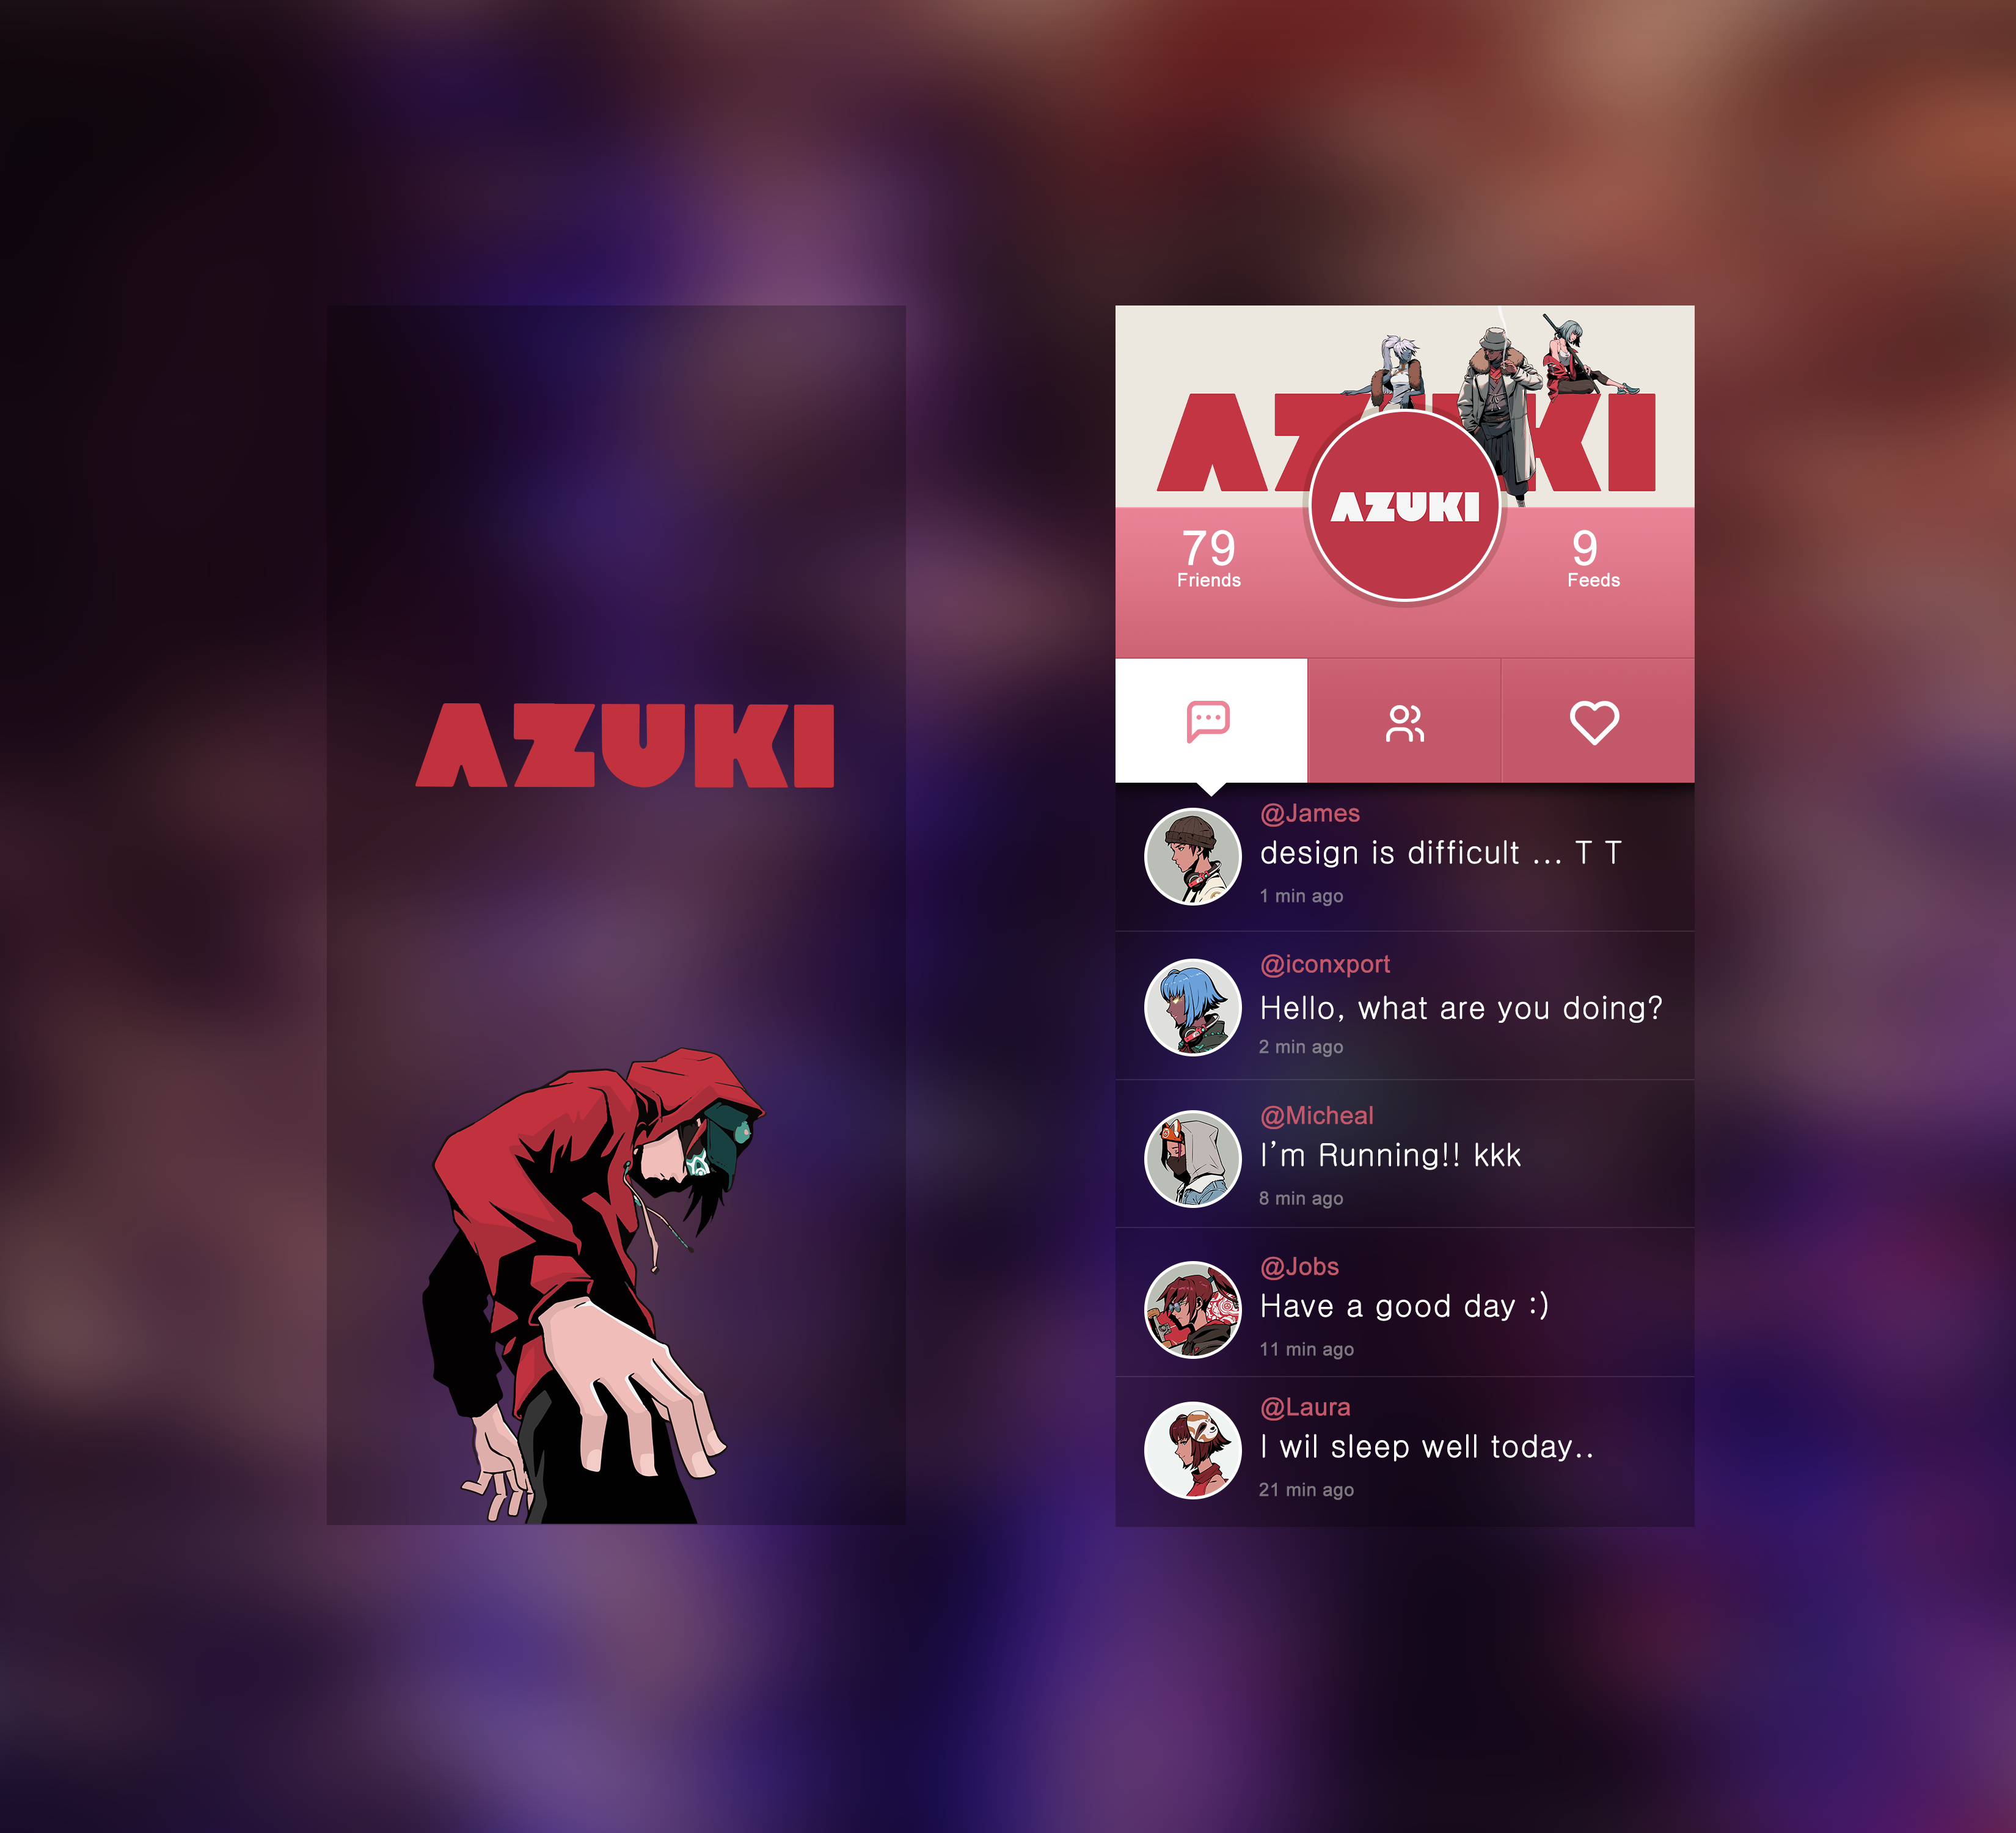 AZUKI
AZUKI
AZUKI
79
Friends
9
Feeds
@James
design is difficult ... T T
1 min ago
@iconxport
Hello, what are you doing?
2 min ago
@Micheal
I'm Running!! kkk
8 min ago
@Jobs
Have a good day :)
11 min ago
@Laura
I wil sleep well today..
21 min ago